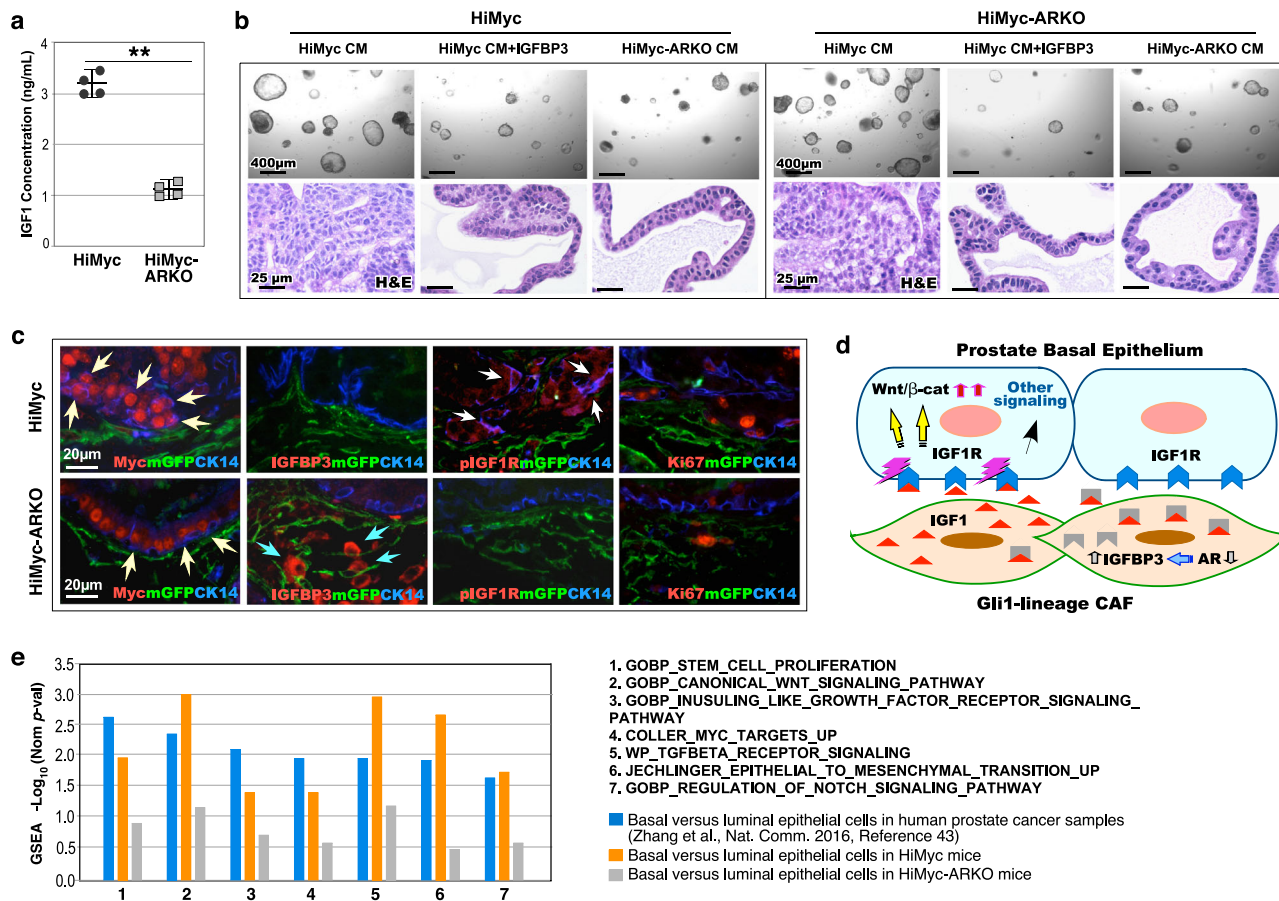 a
IGF1 Concentration (ng/mL)
4
3
2
1
0
**
HiMyc
HiMyc-
ARKO
b
HiMyc
HiMyc-ARKO
HiMyc CM
HiMyc CM+IGFBP3
HiMyc-ARKO CM
HiMyc CM
HiMyc CM+IGFBP3
HiMyc-ARKO CM
400µm
400µm
25 µm
H&E
25 µm
H&E
c
HiMyc
20µm
MycmGFPCK14
IGFBP3mGFPCK14
pIGF1RmGFPCK14
Ki67mGFPCK14
HiMyc-ARKO
20µm
MycmGFPCK14
IGFBP3mGFPCK14
pIGF1RmGFPCK14
Ki67mGFPCK14
d
Prostate Basal Epithelium
Wnt/β-cat
Other
signaling
IGF1R
IGF1R
IGF1
IGFBP3
AR
Gli1-lineage CAF
e
GSEA -Log10 (Nom p-val)
3.5
3.0
2.5
2.0
1.5
1.0
0.5
0.0
1 2 3 4 5 6 7
1. GOBP_STEM_CELL_PROLIFERATION
2. GOBP_CANONICAL_WNT_SIGNALING_PATHWAY
3. GOBP_INUSULING_LIKE_GROWTH_FACTOR_RECEPTOR_SIGNALING_
PATHWAY
4. COLLER_MYC_TARGETS_UP
5. WP_TGFBETA_RECEPTOR_SIGNALING
6. JECHLINGER_EPITHELIAL_TO_MESENCHYMAL_TRANSITION_UP
7. GOBP_REGULATION_OF_NOTCH_SIGNALING_PATHWAY
Basal versus luminal epithelial cells in human prostate cancer samples
(Zhang et al., Nat. Comm. 2016, Reference 43)
Basal versus luminal epithelial cells in HiMyc mice
Basal versus luminal epithelial cells in HiMyc-ARKO mice